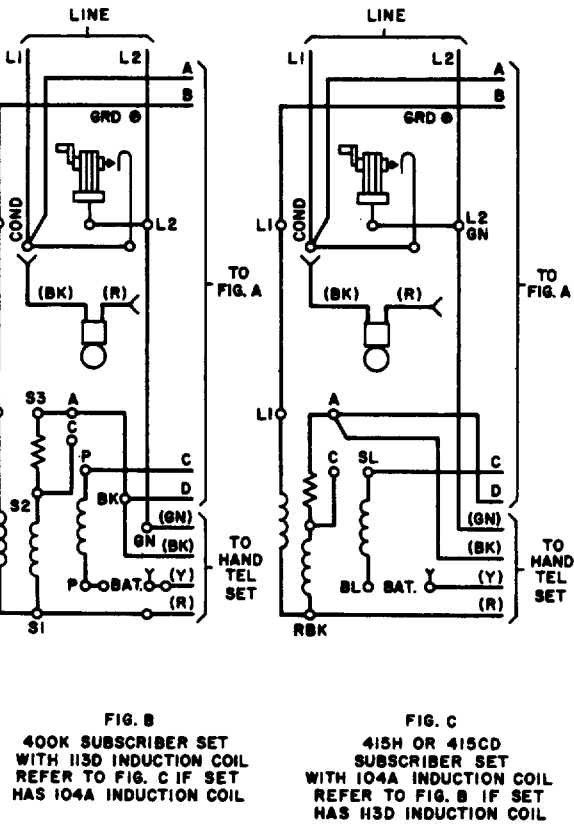 LINE
L1
L2
A
B
GRD
COND
L2
(BK)
(R)
TO
FIG. A
S3
A
C
P
C
S2
BK
D
(GN)
GN
(BK)
P
BAT.
Y
(Y)
(R)
S1
TO
HAND
TEL
SET
FIG. B
400K SUBSCRIBER SET
WITH 113D INDUCTION COIL
REFER TO FIG. C IF SET
HAS 104A INDUCTION COIL
LINE
L1
L2
A
B
GRD
L1
COND
L2
GN
(BK)
(R)
TO
FIG. A
L1
A
C
SL
C
D
(GN)
(BK)
BL
BAT.
Y
(Y)
(R)
RBK
TO
HAND
TEL
SET
FIG. C
415H OR 415CD
SUBSCRIBER SET
WITH 104A INDUCTION COIL
REFER TO FIG. B IF SET
HAS 113D INDUCTION COIL